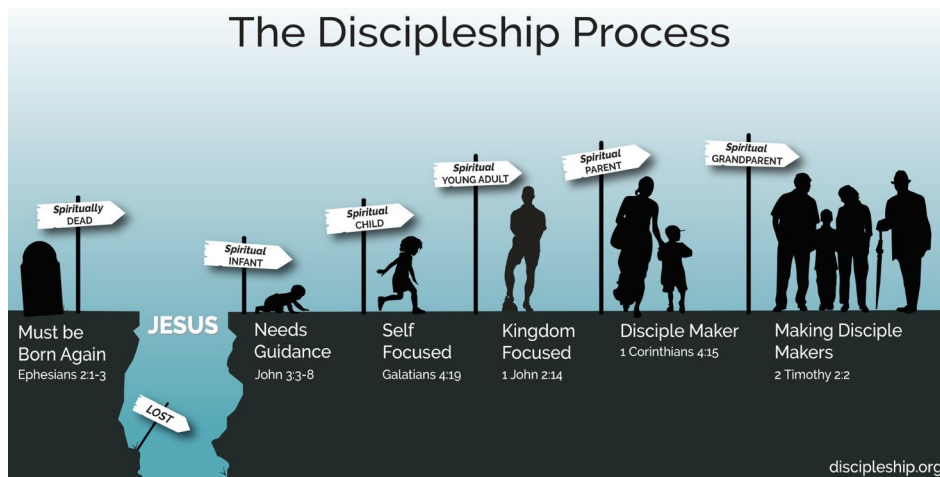 The Discipleship Process
Spiritually
DEAD
Must be
Born Again
Ephesians 2:1-3
JESUS
LOST
Spiritual
INFANT
Needs
Guidance
John 3:3-8
Spiritual
CHILD
Self
Focused
Galatians 4:19
Spiritual
YOUNG ADULT
Kingdom
Focused
1 John 2:14
Spiritual
PARENT
Disciple Maker
1 Corinthians 4:15
Spiritual
GRANDPARENT
Making Disciple
Makers
2 Timothy 2:2
discipleship.org